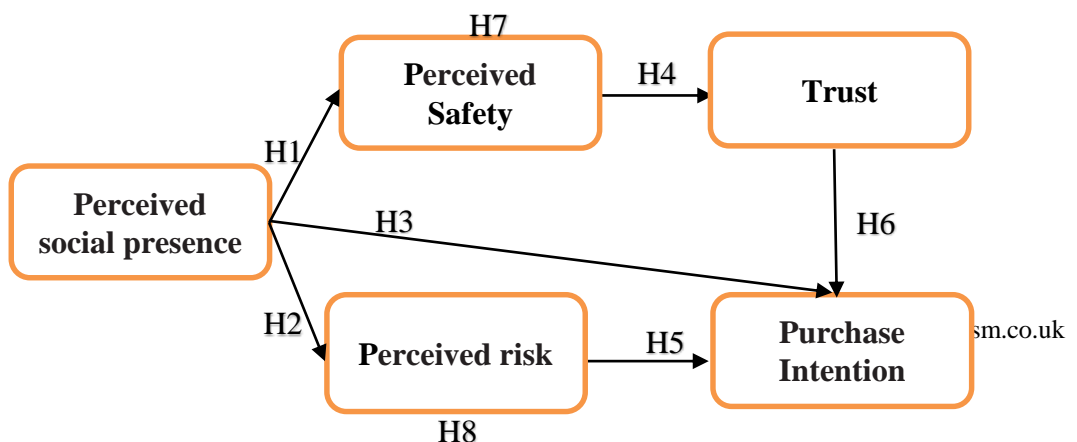 H7
Perceived
Safety
H4
Trust
H1
Perceived
social presence
H3
H6
H2
Perceived risk
H5
Purchase
Intention
sm.co.uk
H8